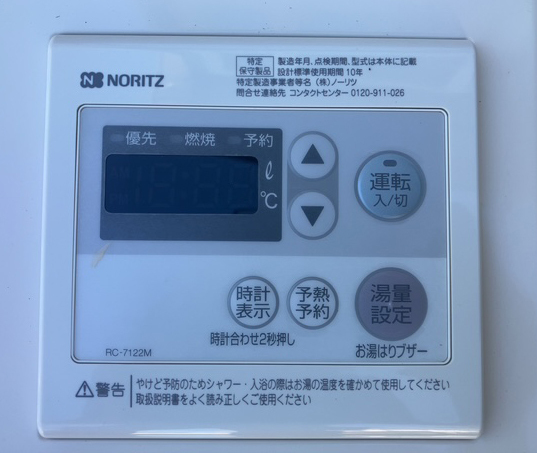 NORITZ
特定
保守製品
製造年月、点検期間、型式は本体に記載
設計標準使用期間 10年
特定製造事業者等名 (株)ノーリツ
問合せ連絡先 コンタクトセンター 0120-911-026
優先 燃焼 予約
ℓ
℃
▲
▼
運転
入/切
時計
表示
予熱
予約
湯量
設定
時計合わせ2秒押し
お湯はりブザー
RC-7122M
警告
やけど予防のためシャワー・入浴の際はお湯の温度を確かめて使用してください
取扱説明書をよく読み正しくご使用ください